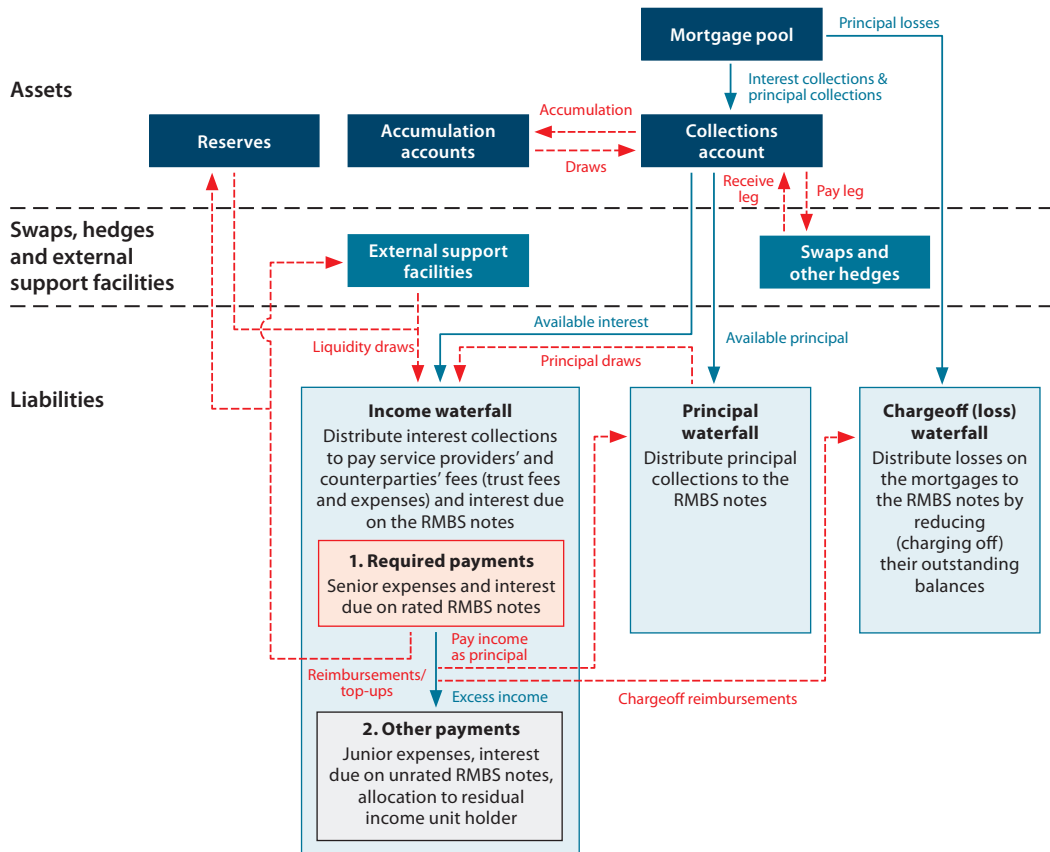 Principal losses
Mortgage pool
Assets
Interest collections &
principal collections
Accumulation
Reserves
Accumulation
accounts
Collections
account
Draws
Receive
leg
Pay leg
Swaps, hedges
and external
support facilities
External support
facilities
Swaps and
other hedges
Available interest
Liquidity draws
Principal draws
Available principal
Liabilities
Income waterfall
Distribute interest collections
to pay service providers’ and
counterparties’ fees (trust fees
and expenses) and interest due
on the RMBS notes
Principal
waterfall
Distribute principal
collections to the
RMBS notes
Chargeoff (loss)
waterfall
Distribute losses on
the mortgages to
the RMBS notes by
reducing
(charging off)
their outstanding
balances
1. Required payments
Senior expenses and interest
due on rated RMBS notes
Pay income
as principal
Reimbursements/
top-ups
Excess income
Chargeoff reimbursements
2. Other payments
Junior expenses, interest
due on unrated RMBS notes,
allocation to residual
income unit holder